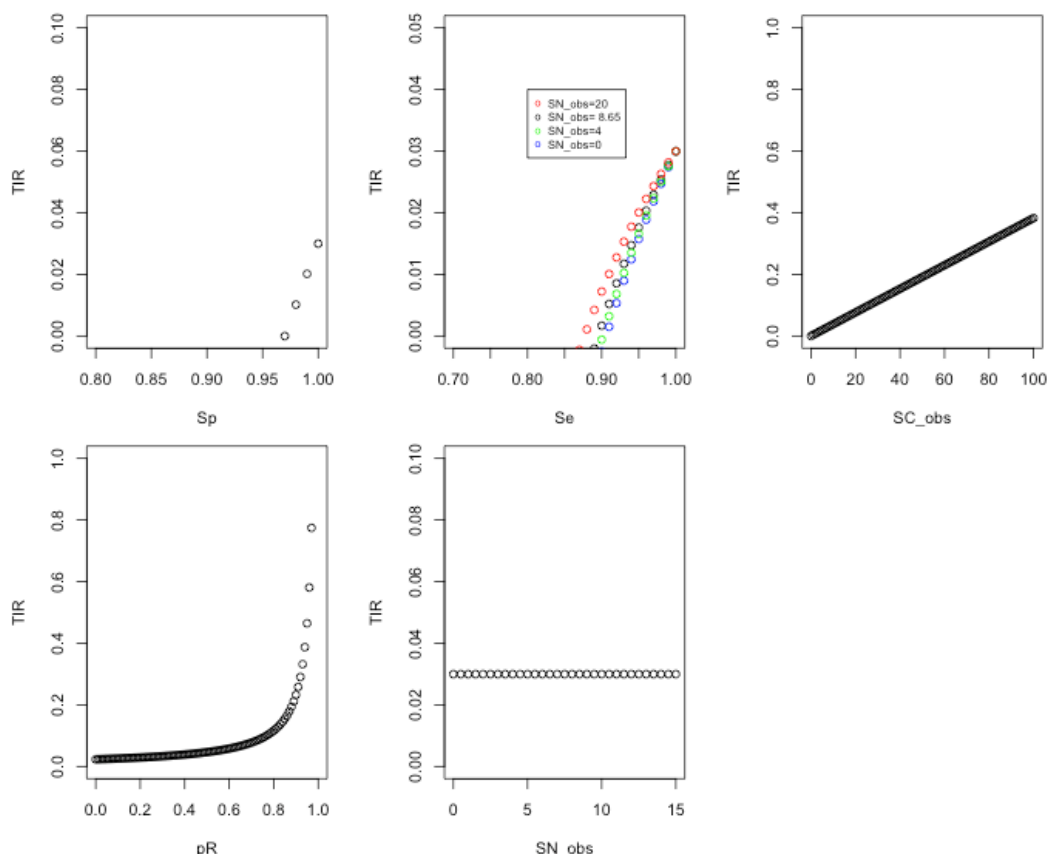 TIR
0.00 0.02 0.04 0.06 0.08 0.10
0.80 0.85 0.90 0.95 1.00
Sp
TIR
0.00 0.01 0.02 0.03 0.04 0.05
SN_obs=20
SN_obs= 8.65
SN_obs=4
SN_obs=0
0.70 0.80 0.90 1.00
Se
TIR
0.0 0.2 0.4 0.6 0.8 1.0
0 20 40 60 80 100
SC_obs
TIR
0.0 0.2 0.4 0.6 0.8 1.0
0.0 0.2 0.4 0.6 0.8 1.0
pR
TIR
0.00 0.02 0.04 0.06 0.08 0.10
0 5 10 15
SN_obs